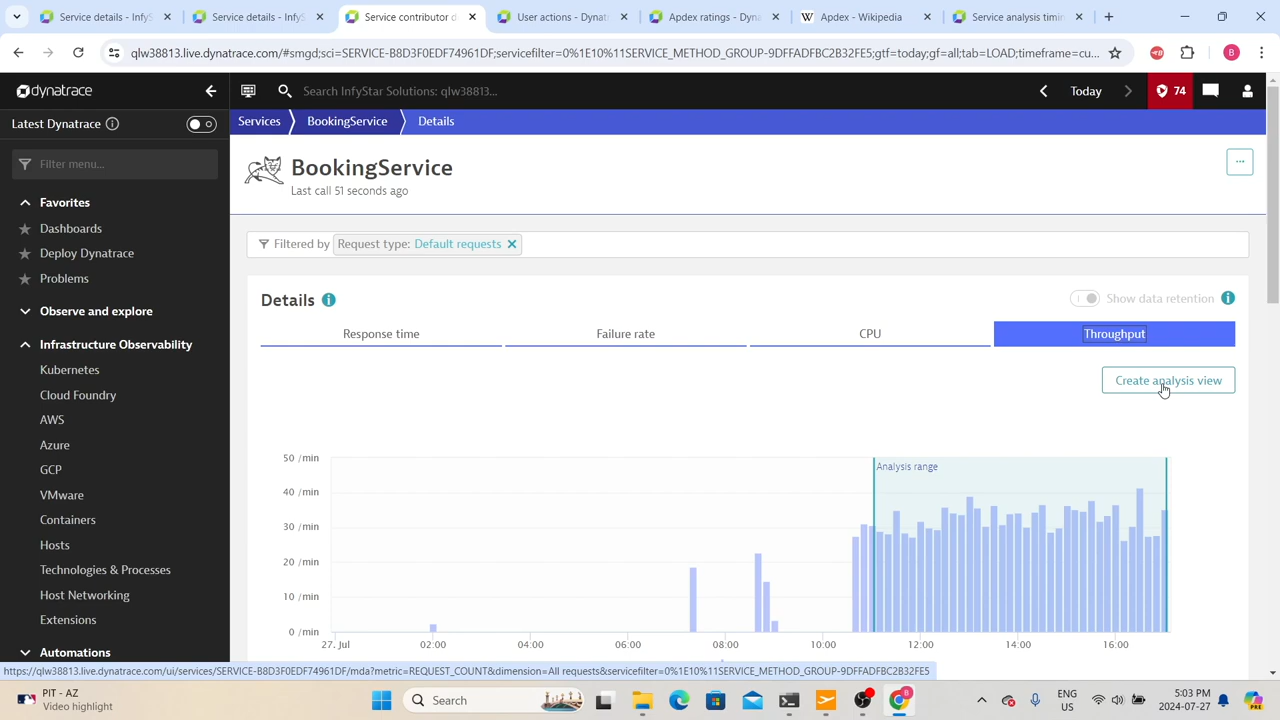 Service details - InfyS
Service details - InfyS
Service contributor d
User actions - Dynat
Apdex ratings - Dyna
Apdex - Wikipedia
Service analysis timin
qlw38813.live.dynatrace.com/#smgd;sci=SERVICE-B8D3F0EDF74961DF;servicefilter=0%1E10%11SERVICE_METHOD_GROUP-9DFFADFBC2B32FE5;gtf=today;gf=all;tab=LOAD;timeframe=cu...
B
dynatrace
Search InfyStar Solutions: qlw38813...
Today
74
Latest Dynatrace
Services
BookingService
Details
Filter menu...
BookingService
Last call 51 seconds ago
...
Favorites
Dashboards
Deploy Dynatrace
Problems
Filtered by
Request type: Default requests
Observe and explore
Infrastructure Observability
Kubernetes
Cloud Foundry
AWS
Azure
GCP
VMware
Containers
Hosts
Technologies & Processes
Host Networking
Extensions
Automations
Details
Show data retention
Response time
Failure rate
CPU
Throughput
Create analysis view
Analysis range
50 /min
40 /min
30 /min
20 /min
10 /min
0 /min
27. Jul
02:00
04:00
06:00
08:00
10:00
12:00
14:00
16:00
https://qlw38813.live.dynatrace.com/ui/services/SERVICE-B8D3F0EDF74961DF/mda?metric=REQUEST_COUNT&dimension=All requests&servicefilter=0%1E10%11SERVICE_METHOD_GROUP-9DFFADFBC2B32FE5
PIT - AZ
Video highlight
Search
ENG
US
5:03 PM
2024-07-27